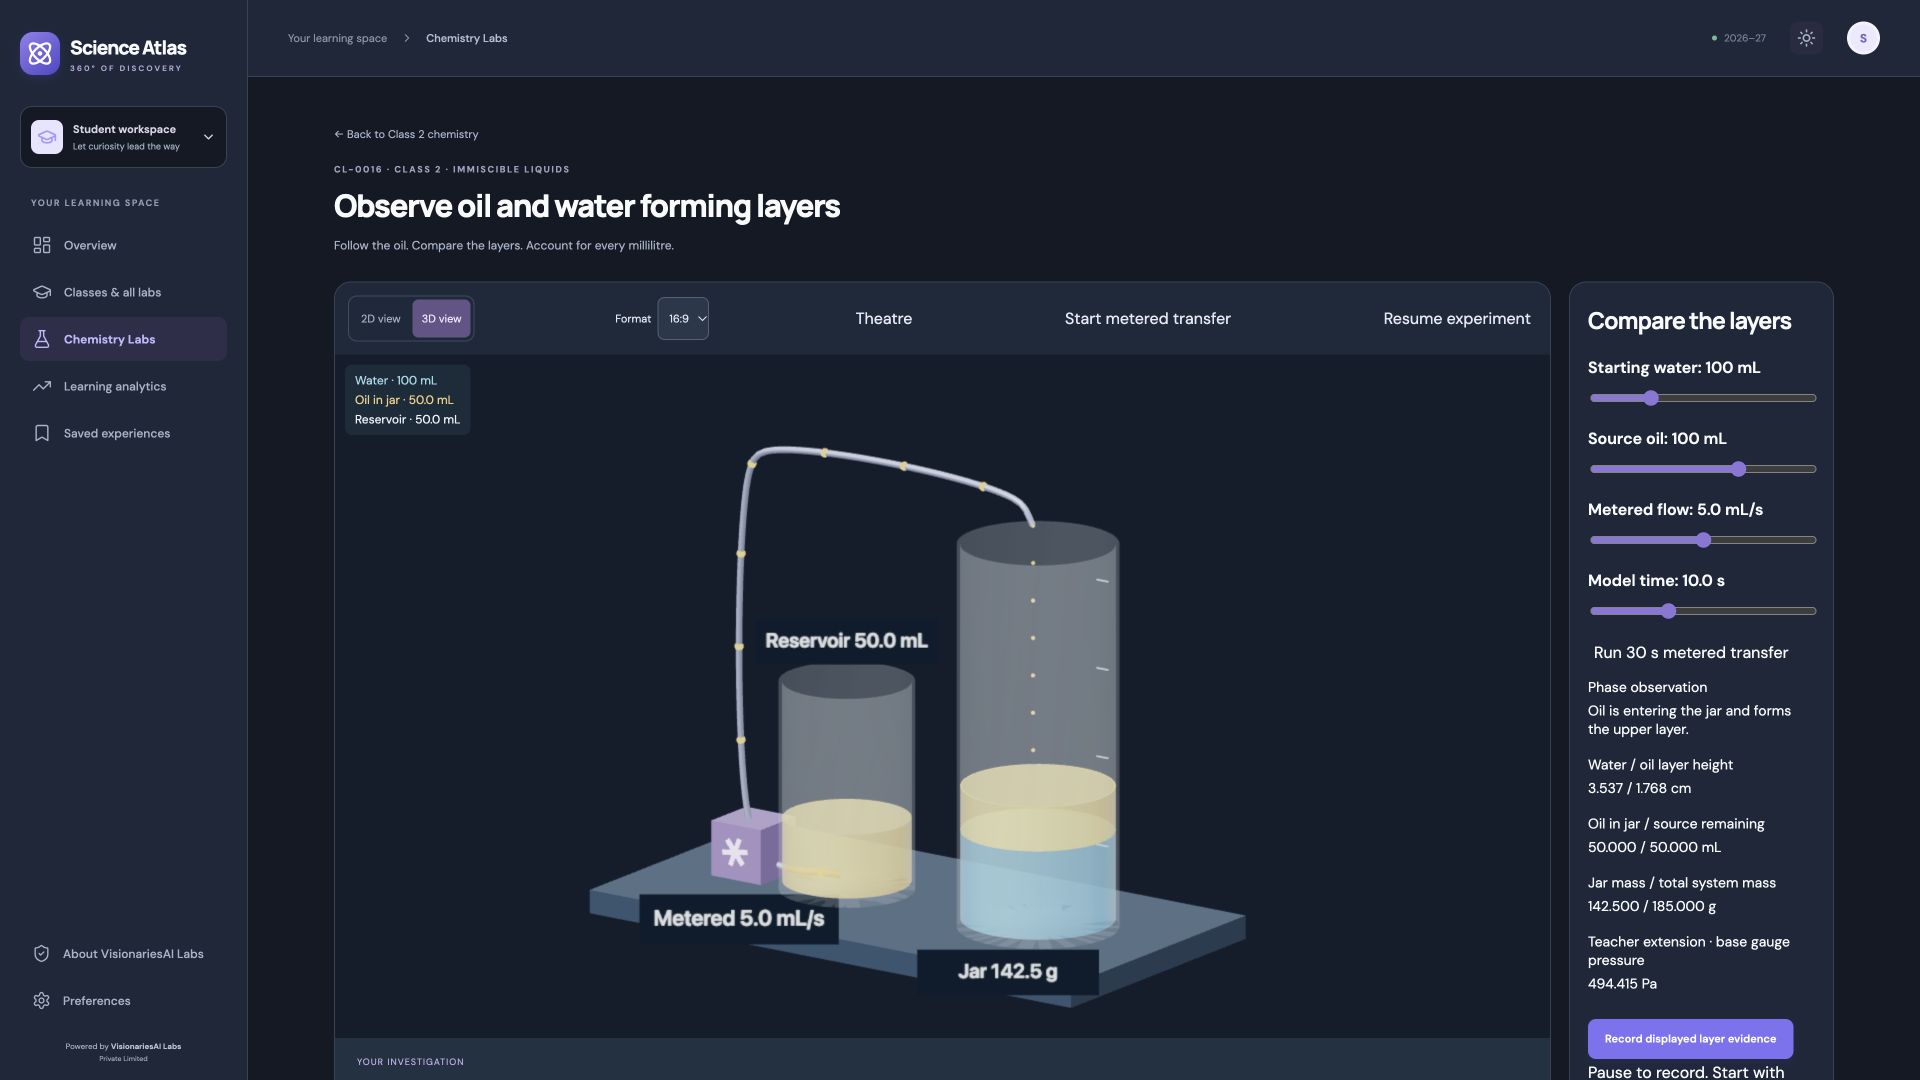 Science Atlas
360° OF DISCOVERY
Student workspace
Let curiosity lead the way
YOUR LEARNING SPACE
Overview
Classes & all labs
Chemistry Labs
Learning analytics
Saved experiences
About VisionariesAI Labs
Preferences
Powered by VisionariesAI Labs
Private Limited
Your learning space > Chemistry Labs
2026–27
S
← Back to Class 2 chemistry
CL-0016 · CLASS 2 · IMMISCIBLE LIQUIDS
Observe oil and water forming layers
Follow the oil. Compare the layers. Account for every millilitre.
2D view 3D view Format 16:9 Theatre Start metered transfer Resume experiment
Water · 100 mL
Oil in jar · 50.0 mL
Reservoir · 50.0 mL
Reservoir 50.0 mL
Metered 5.0 mL/s
Jar 142.5 g
YOUR INVESTIGATION
Compare the layers
Starting water: 100 mL
Source oil: 100 mL
Metered flow: 5.0 mL/s
Model time: 10.0 s
Run 30 s metered transfer
Phase observation
Oil is entering the jar and forms
the upper layer.
Water / oil layer height
3.537 / 1.768 cm
Oil in jar / source remaining
50.000 / 50.000 mL
Jar mass / total system mass
142.500 / 185.000 g
Teacher extension · base gauge
pressure
494.415 Pa
Record displayed layer evidence
Pause to record. Start with